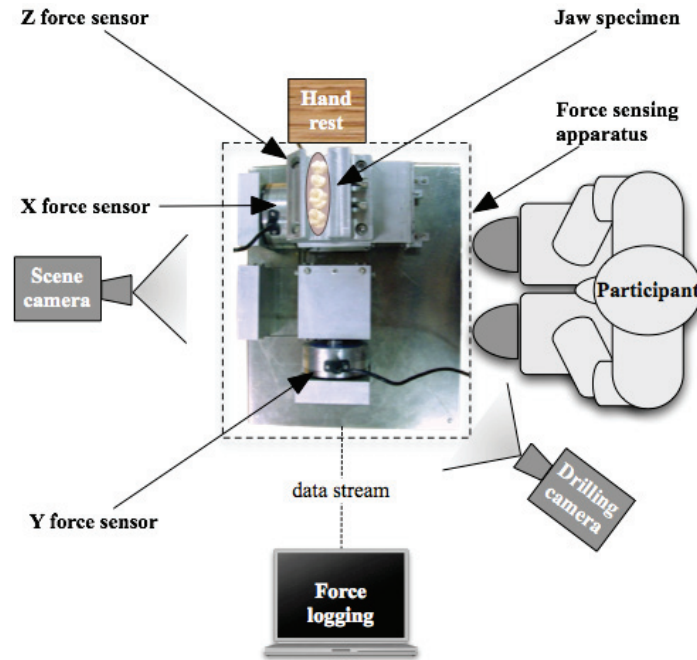 Z force sensor
Jaw specimen
Hand
rest
Force sensing
apparatus
X force sensor
Scene
camera
Participant
Drilling
camera
data stream
Y force sensor
Force
logging